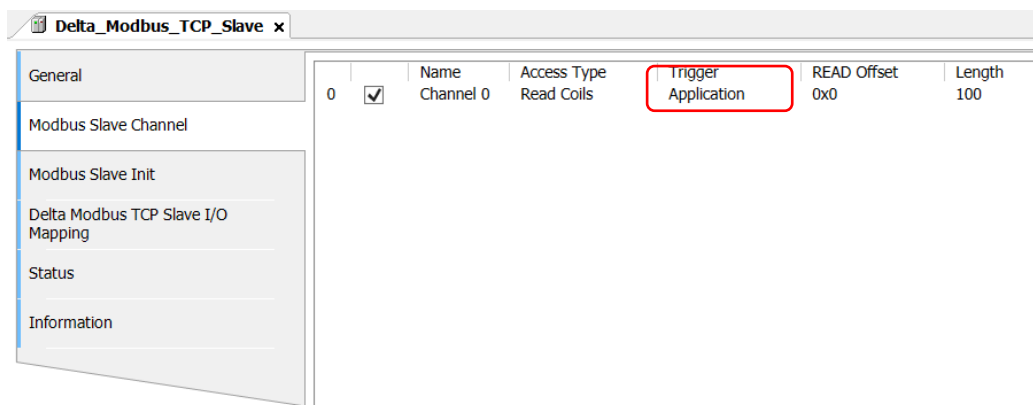 Delta_Modbus_TCP_Slave x
General
Modbus Slave Channel
Modbus Slave Init
Delta Modbus TCP Slave I/O
Mapping
Status
Information
Name Access Type Trigger READ Offset Length
0 Channel 0 Read Coils Application 0x0 100